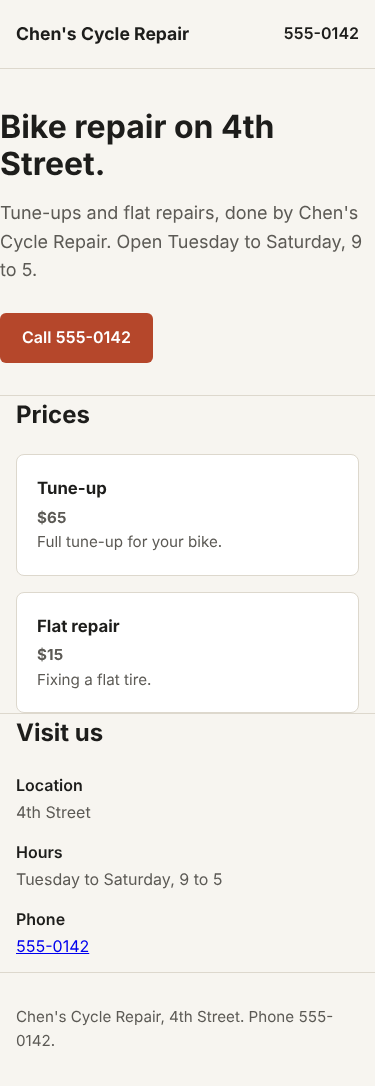 Chen's Cycle Repair
555-0142
Bike repair on 4th
Street.
Tune-ups and flat repairs, done by Chen's
Cycle Repair. Open Tuesday to Saturday, 9
to 5.
Call 555-0142
Prices
Tune-up
$65
Full tune-up for your bike.
Flat repair
$15
Fixing a flat tire.
Visit us
Location
4th Street
Hours
Tuesday to Saturday, 9 to 5
Phone
555-0142
Chen's Cycle Repair, 4th Street. Phone 555-
0142.